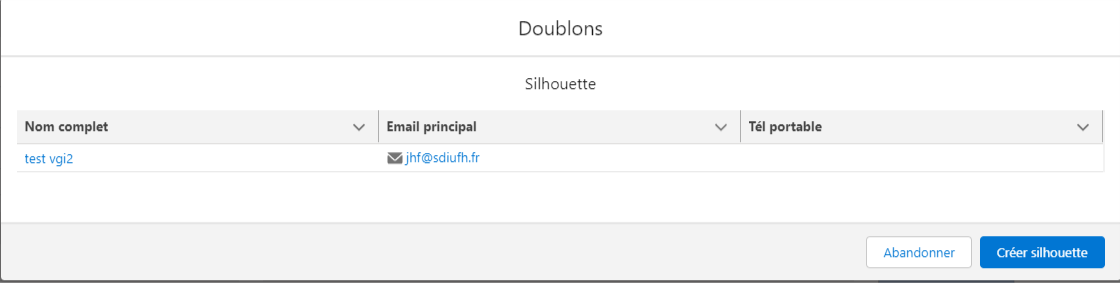 Doublons
Silhouette
Nom complet Email principal Tél portable
test vgi2 jhf@sdiufh.fr
Abandonner Créer silhouette